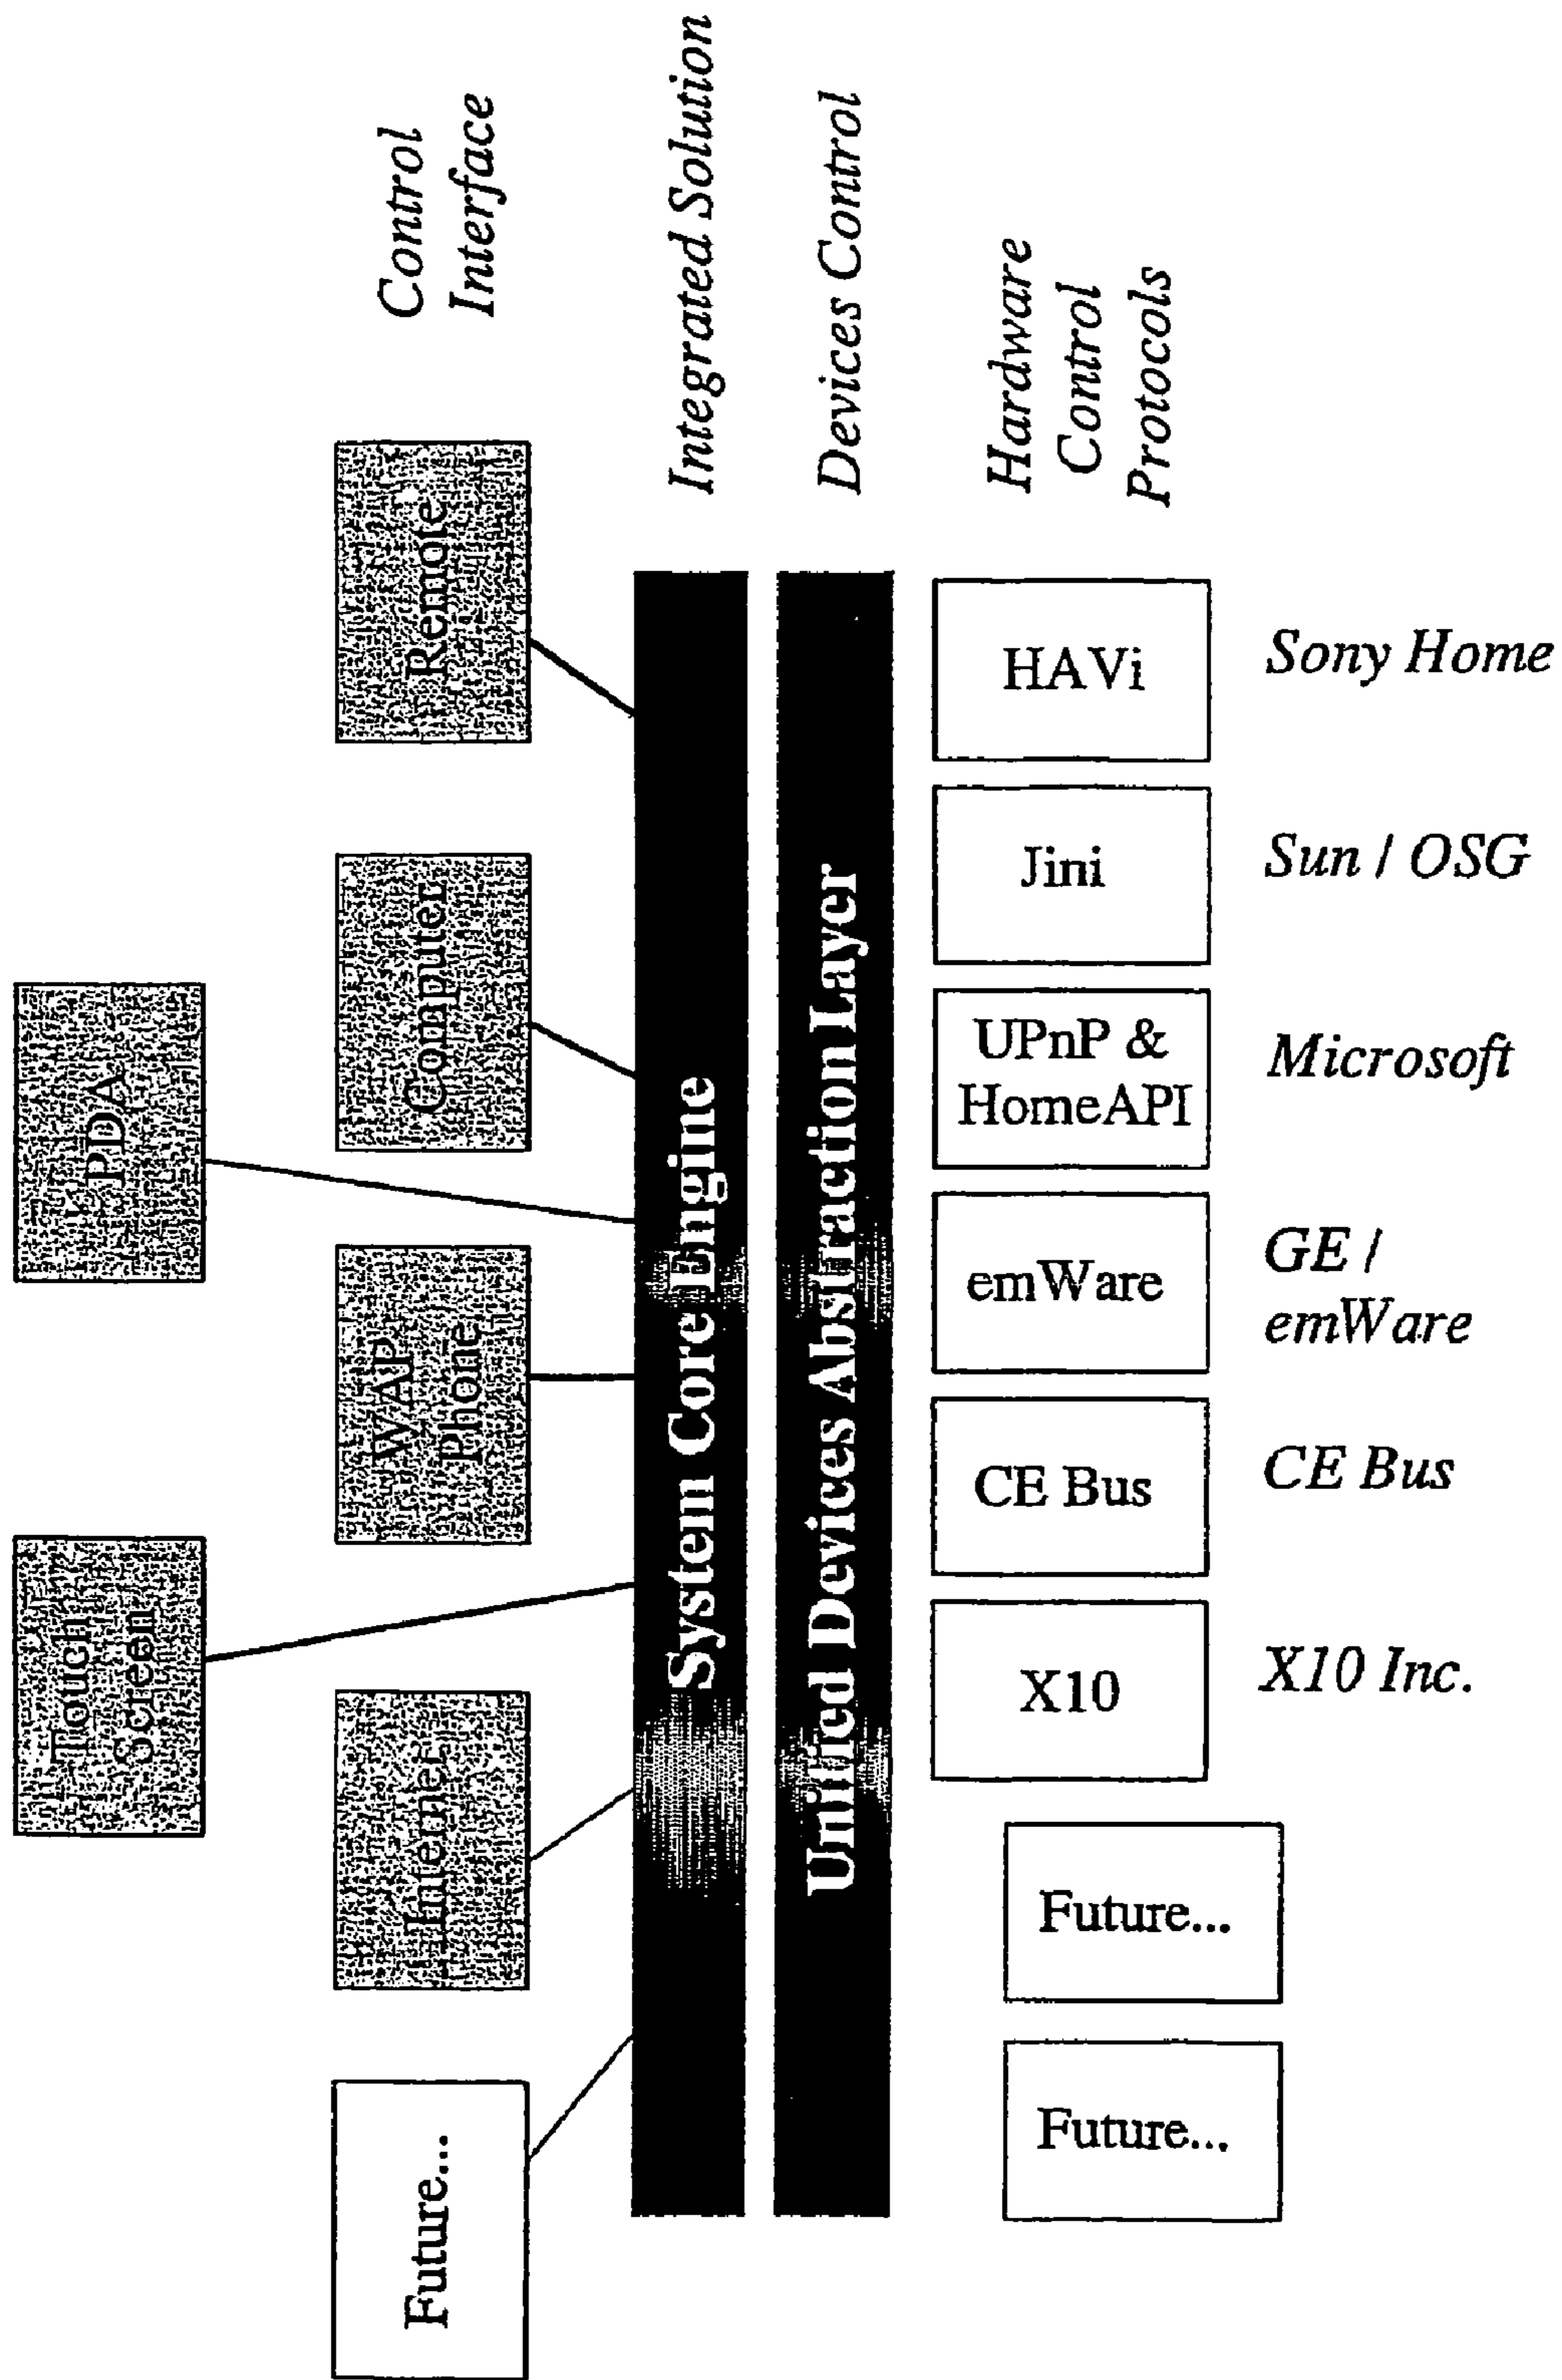 Touch
Screen
PDA
Future...
Internet
WAP
Phone
Computer
Remote
Control
Interface
System Core Engine
Integrated Solution
Unified Devices Abstraction Layer
Devices Control
Future...
Future...
X10
CE Bus
emWare
UPnP &
HomeAPI
Jini
HAVi
Hardware
Control
Protocols
X10 Inc.
CE Bus
GE /
emWare
Microsoft
Sun / OSG
Sony Home